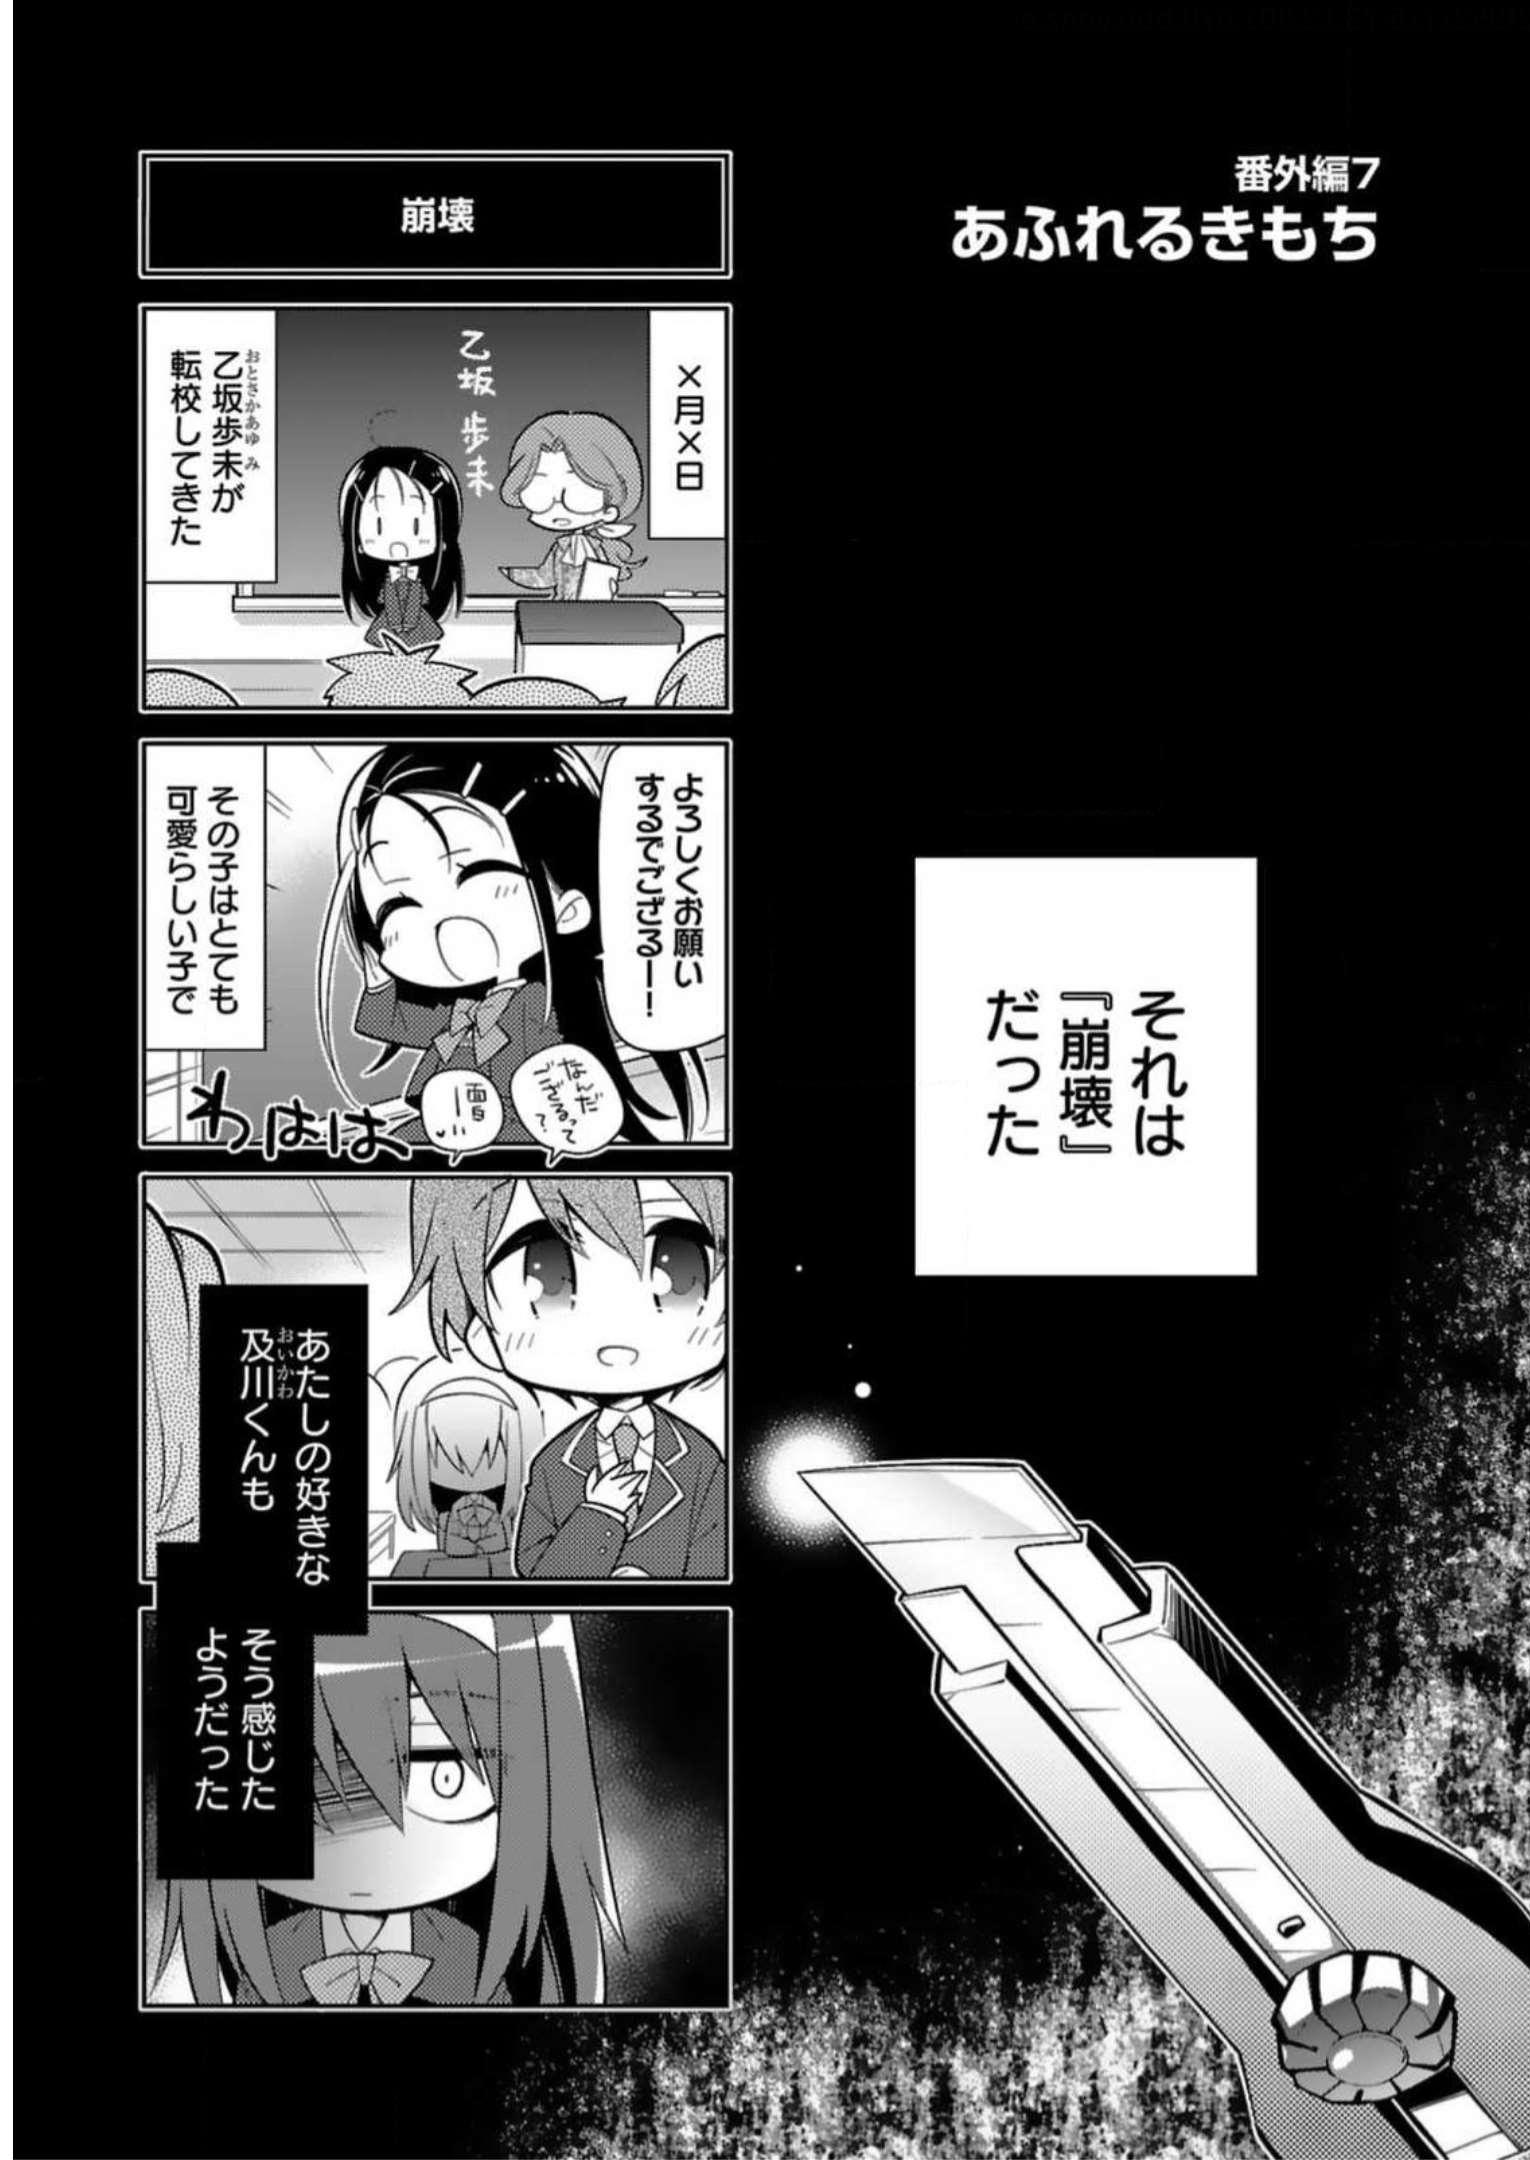 番外編7
あふれるきもち
それは
『崩壊』
だった
崩壊
×月×日
乙坂 歩未
乙坂歩未が
おとさかあゆみ
転校してきた
よろしくお願い
するでござるー!
なんだ
ござるって
?
面白
ーい
わははは
その子はとても
可愛らしい子で
あたしの好きな
及川くんも
おいかわ
そう感じた
ようだった